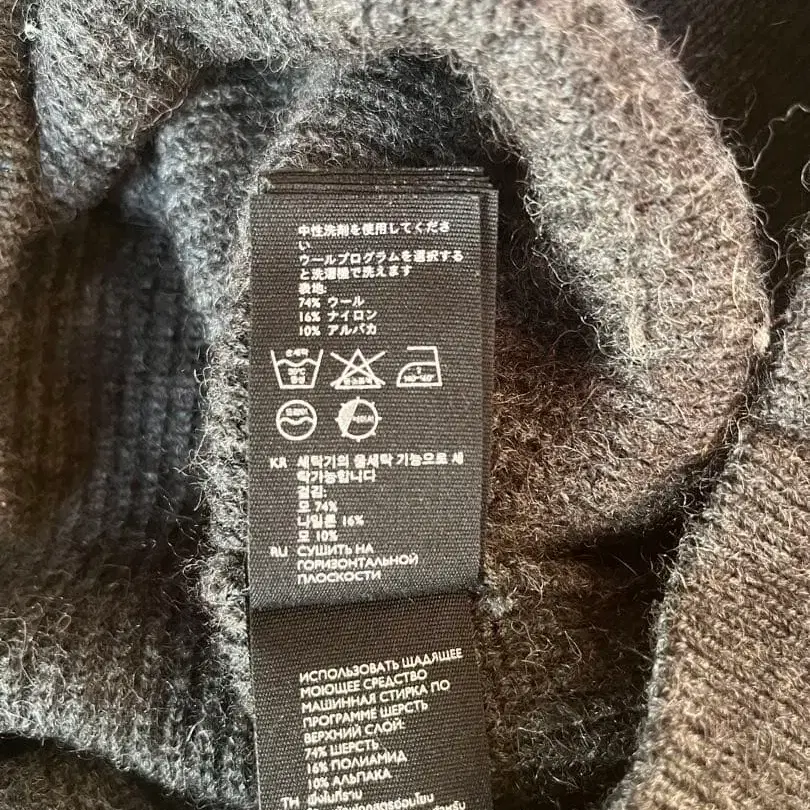 中性洗剤を使用してくださ
い
ウールプログラムを選択する
と洗濯機で洗えます
表地:
74% ウール
16% ナイロン
10% アルパカ
손세탁
중성
KR 세탁기의 울세탁 기능으로 세
탁가능합니다
겉감:
모 74%
나일론 16%
모 10%
RU СУШИТЬ НА
ГОРИЗОНТАЛЬНОЙ
ПЛОСКОСТИ
ИСПОЛЬЗОВАТЬ ЩАДЯЩЕЕ
МОЮЩЕЕ СРЕДСТВО
МАШИННАЯ СТИРКА ПО
ПРОГРАММЕ ШЕРСТЬ
ВЕРХНИЙ СЛОЙ:
74% ШЕРСТЬ
16% ПОЛИАМИД
10% АЛЬПАКА
TH